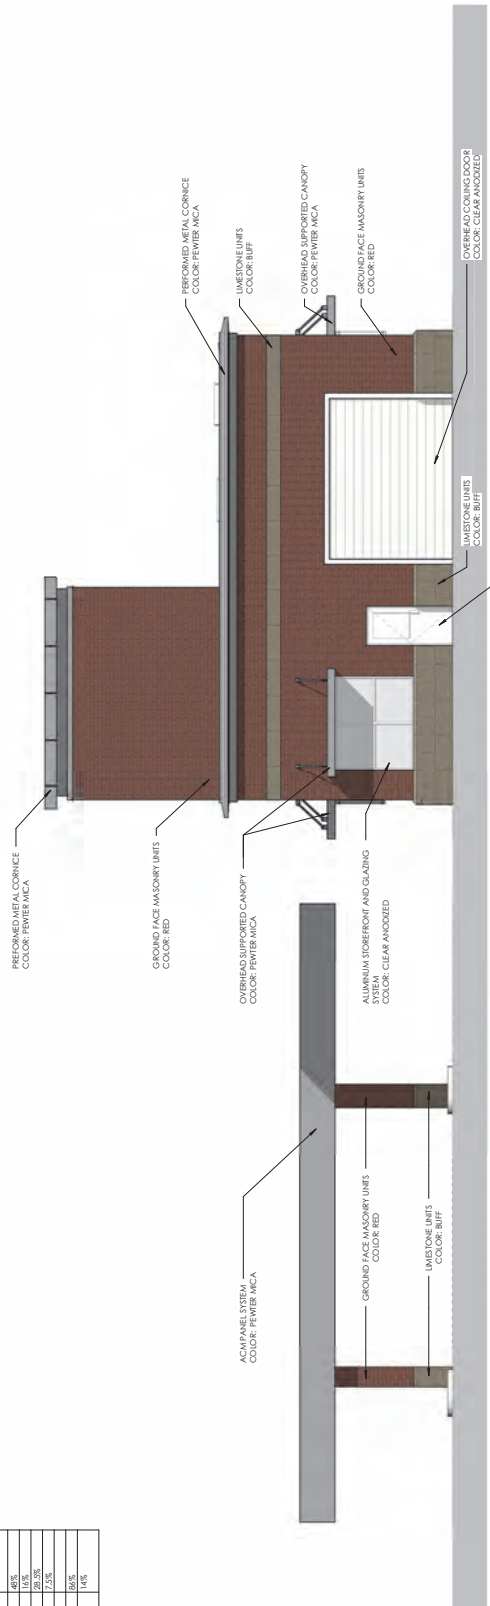 PREFORMED METAL CORNICE
COLOR: PEWTER MICA
GROUND FACE MASONRY UNITS
COLOR: RED
OVERHEAD SUPPORTED CANOPY
COLOR: PEWTER MICA
ALUMINUM STOREFRONT AND GLAZING
SYSTEM
COLOR: CLEAR ANODIZED
PERFORMED METAL CORNICE
COLOR: PEWTER MICA
LIMESTONE UNITS
COLOR: BUFF
OVERHEAD SUPPORTED CANOPY
COLOR: PEWTER MICA
GROUND FACE MASONRY UNITS
COLOR: RED
OVERHEAD COILING DOOR
COLOR: CLEAR ANODIZED
LIMESTONE UNITS
COLOR: BUFF
ACM PANEL SYSTEM
COLOR: PEWTER MICA
GROUND FACE MASONRY UNITS
COLOR: RED
LIMESTONE UNITS
COLOR: BUFF
48%
16%
28.5%
7.5%
86%
14%